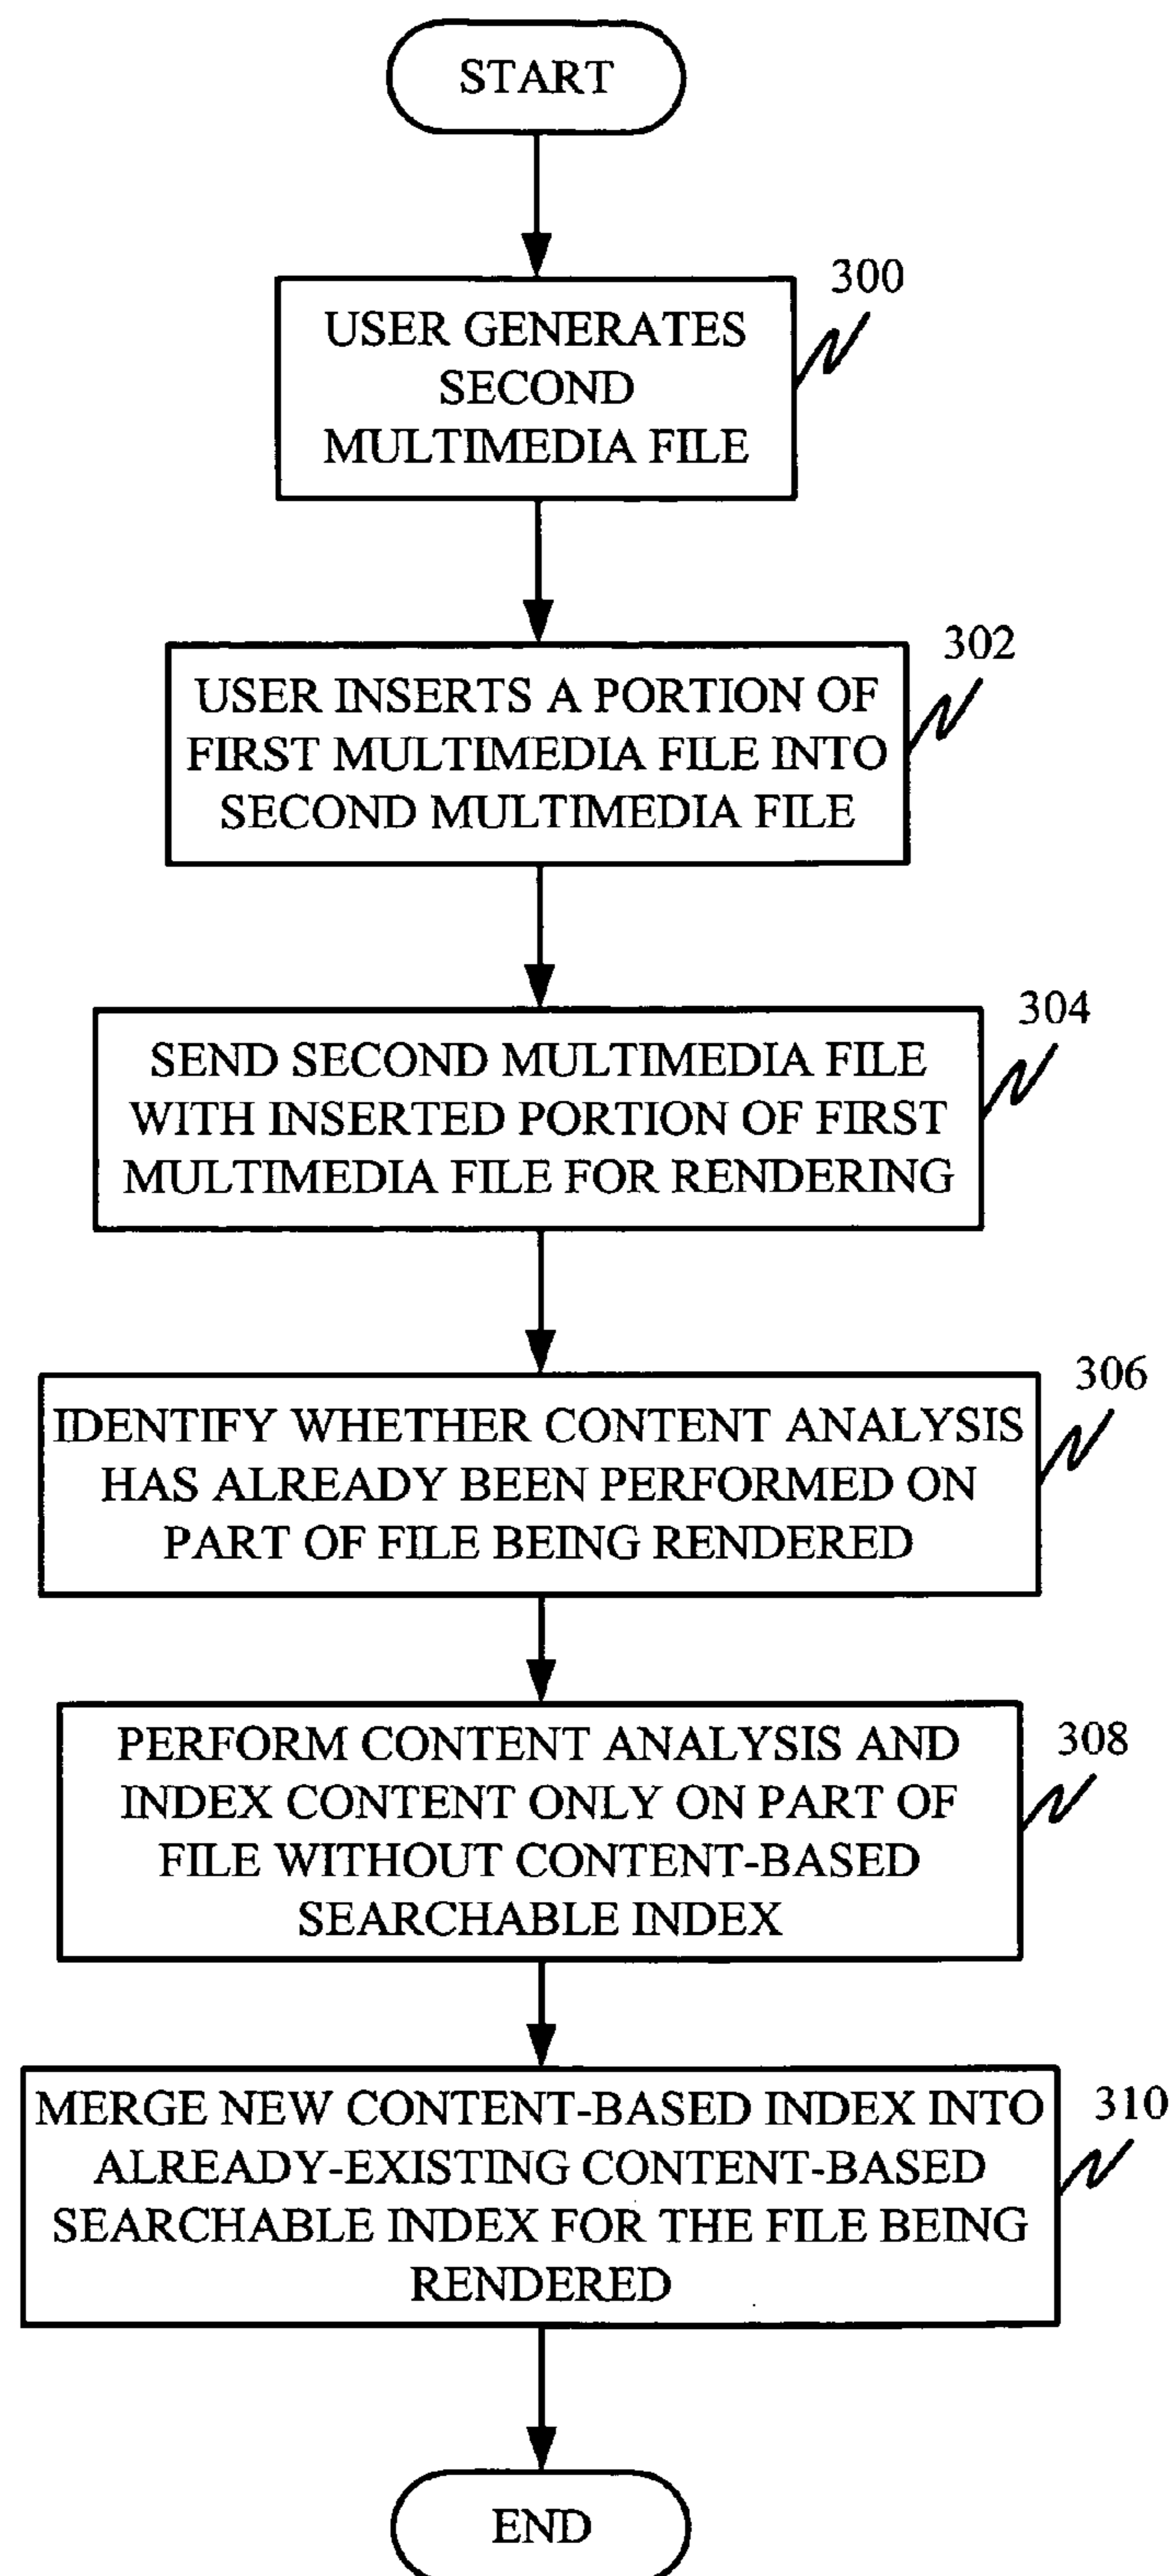 START
300
USER GENERATES
SECOND
MULTIMEDIA FILE
302
USER INSERTS A PORTION OF
FIRST MULTIMEDIA FILE INTO
SECOND MULTIMEDIA FILE
304
SEND SECOND MULTIMEDIA FILE
WITH INSERTED PORTION OF FIRST
MULTIMEDIA FILE FOR RENDERING
306
IDENTIFY WHETHER CONTENT ANALYSIS
HAS ALREADY BEEN PERFORMED ON
PART OF FILE BEING RENDERED
308
PERFORM CONTENT ANALYSIS AND
INDEX CONTENT ONLY ON PART OF
FILE WITHOUT CONTENT-BASED
SEARCHABLE INDEX
310
MERGE NEW CONTENT-BASED INDEX INTO
ALREADY-EXISTING CONTENT-BASED
SEARCHABLE INDEX FOR THE FILE BEING
RENDERED
END